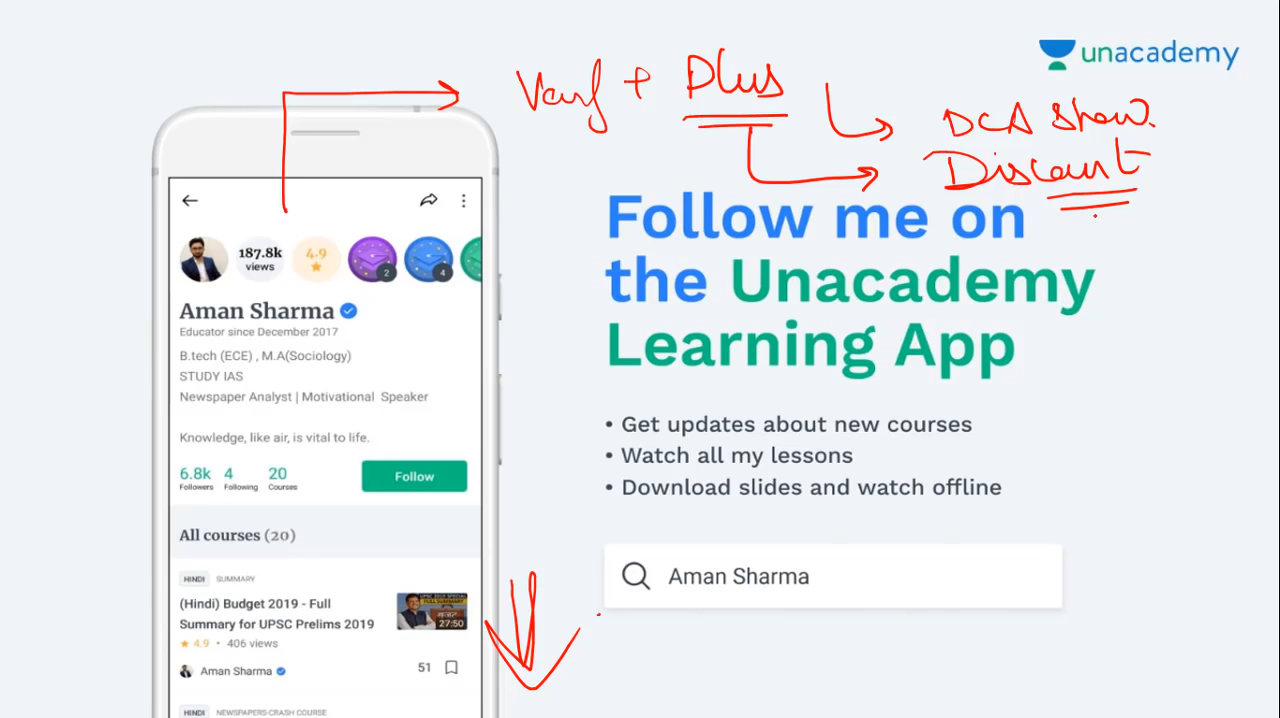 unacademy
+ Plus
DCA Show.
Discount
187.8k
views
4.9
2
4
Aman Sharma
Educator since December 2017
B.tech (ECE) , M.A(Sociology)
STUDY IAS
Newspaper Analyst | Motivational Speaker
Knowledge, like air, is vital to life.
6.8k 4 20
Followers Following Courses
Follow
All courses (20)
HINDI SUMMARY
(Hindi) Budget 2019 - Full
Summary for UPSC Prelims 2019
27:50
4.9 • 406 views
Aman Sharma
51
HINDI NEWSPAPERS-CRASH COURSE
Follow me on
the Unacademy
Learning App
• Get updates about new courses
• Watch all my lessons
• Download slides and watch offline
Aman Sharma